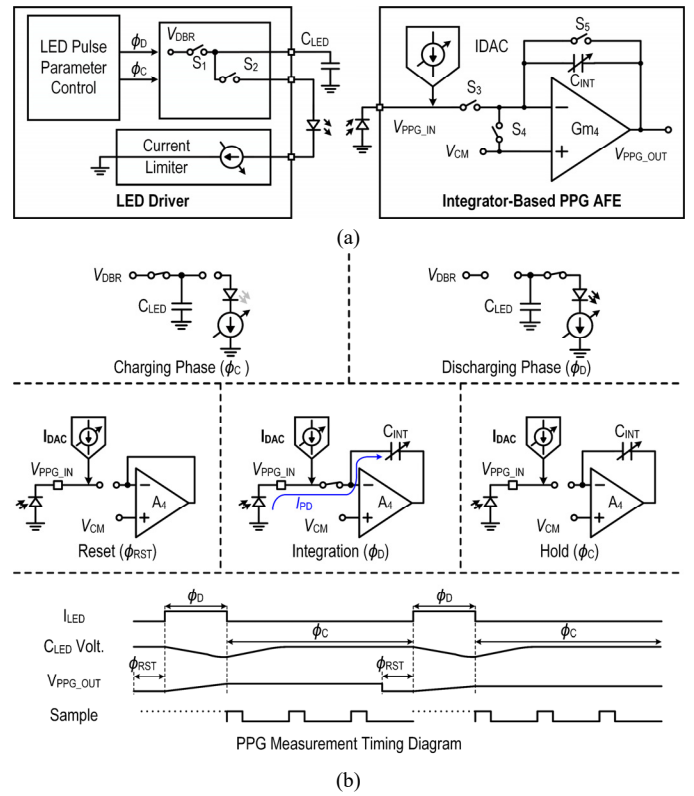 LED Pulse Parameter Control
ϕD
ϕC
VDBR
S1
S2
CLED
Current Limiter
LED Driver
IDAC
S3
S4
S5
CINT
VPPG_IN
VCM
Gm4
VPPG_OUT
Integrator-Based PPG AFE
(a)
VDBR
CLED
Charging Phase (ϕC )
VDBR
CLED
Discharging Phase (ϕD)
IDAC
VPPG_IN
A4
VCM
Reset (ϕRST)
IDAC
CINT
VPPG_IN
IPD
A4
VCM
Integration (ϕD)
IDAC
CINT
VPPG_IN
A4
VCM
Hold (ϕC)
ϕD ϕD
ILED
ϕC ϕC
CLED Volt.
ϕRST ϕRST
VPPG_OUT
Sample
PPG Measurement Timing Diagram
(b)